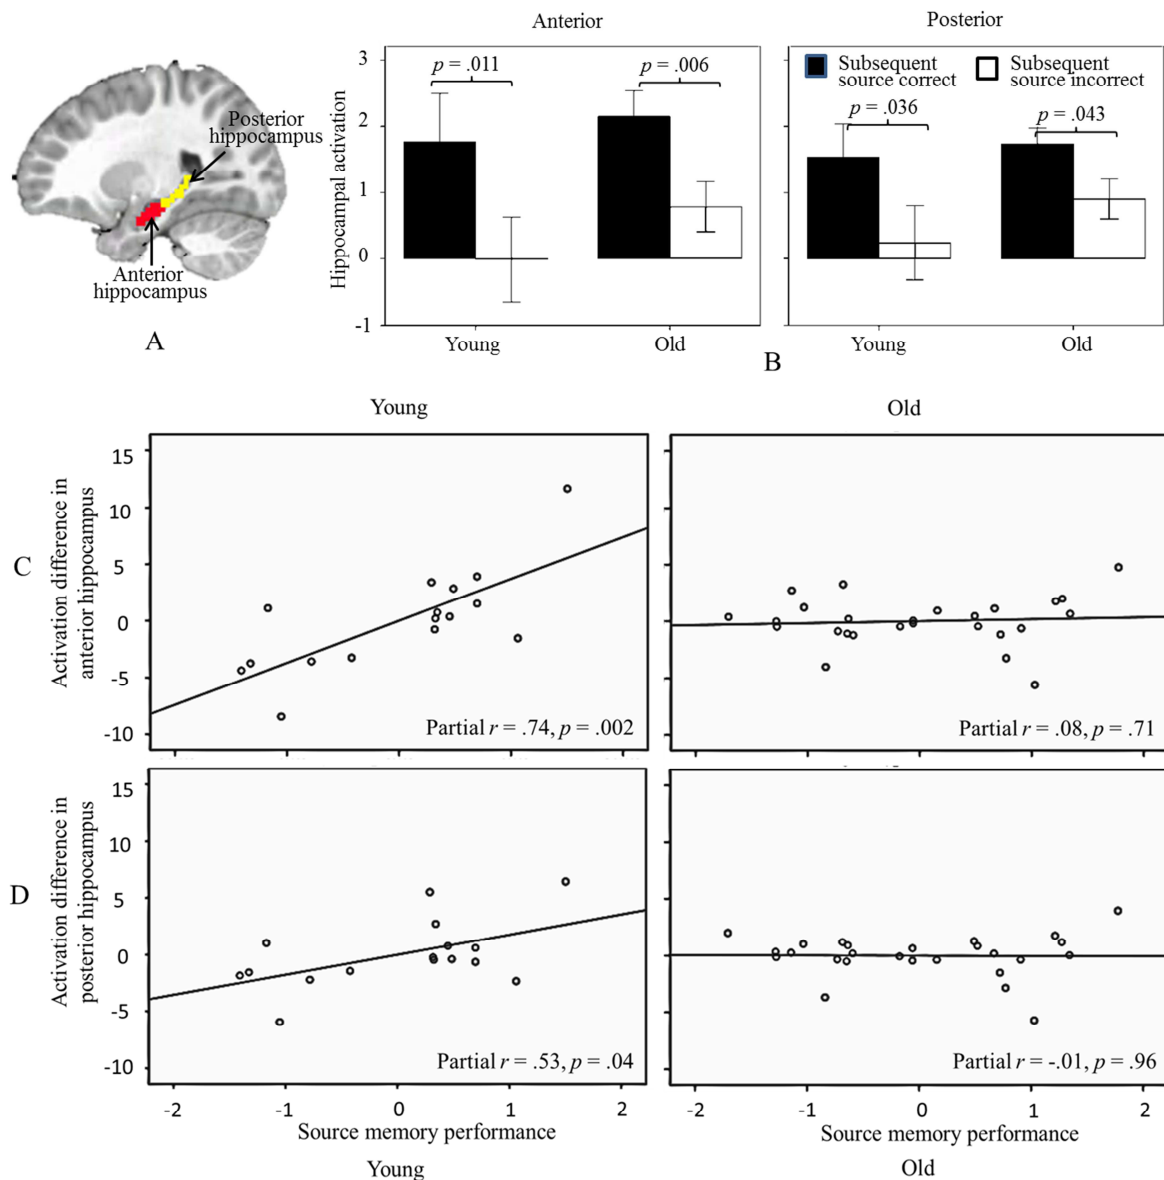 Anterior
Posterior
Posterior
hippocampus
Anterior
hippocampus
A
Hippocampal activation
3
2
1
0
-1
p = .011
p = .006
Young
Old
Subsequent
source correct
Subsequent
source incorrect
p = .036
p = .043
Young
Old
B
Young
Old
C
Activation difference in
anterior hippocampus
15
10
5
0
-5
-10
Partial r = .74, p = .002
Partial r = .08, p = .71
D
Activation difference in
posterior hippocampus
15
10
5
0
-5
-10
Partial r = .53, p = .04
Partial r = -.01, p = .96
-2 -1 0 1 2
-2 -1 0 1 2
Source memory performance
Source memory performance
Young
Old